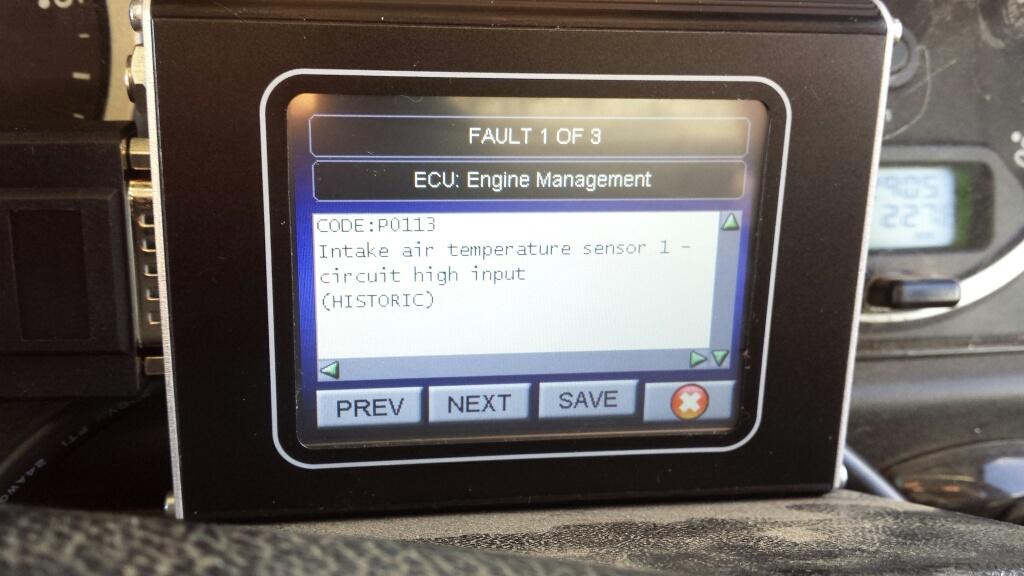 FAULT 1 OF 3
ECU: Engine Management
CODE:P0113
Intake air temperature sensor 1 -
circuit high input
(HISTORIC)
PREV
NEXT
SAVE